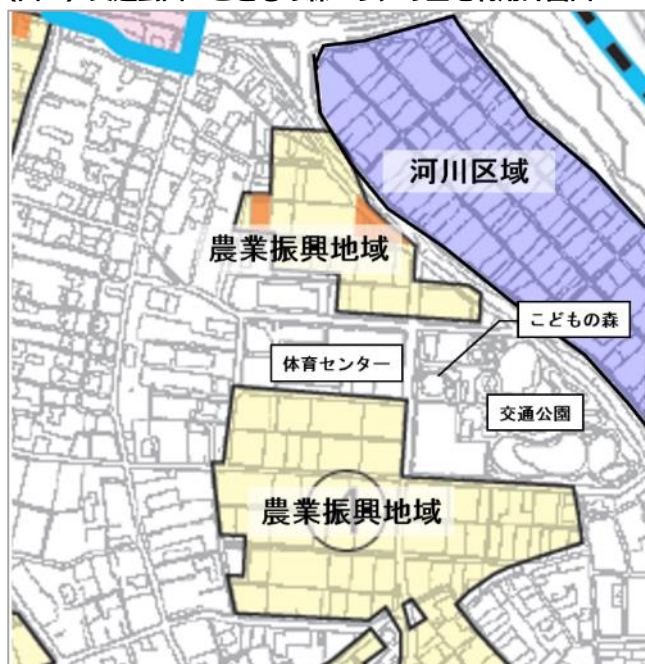 河川区域
農業振興地域
こどもの森
体育センター
交通公園
農業振興地域